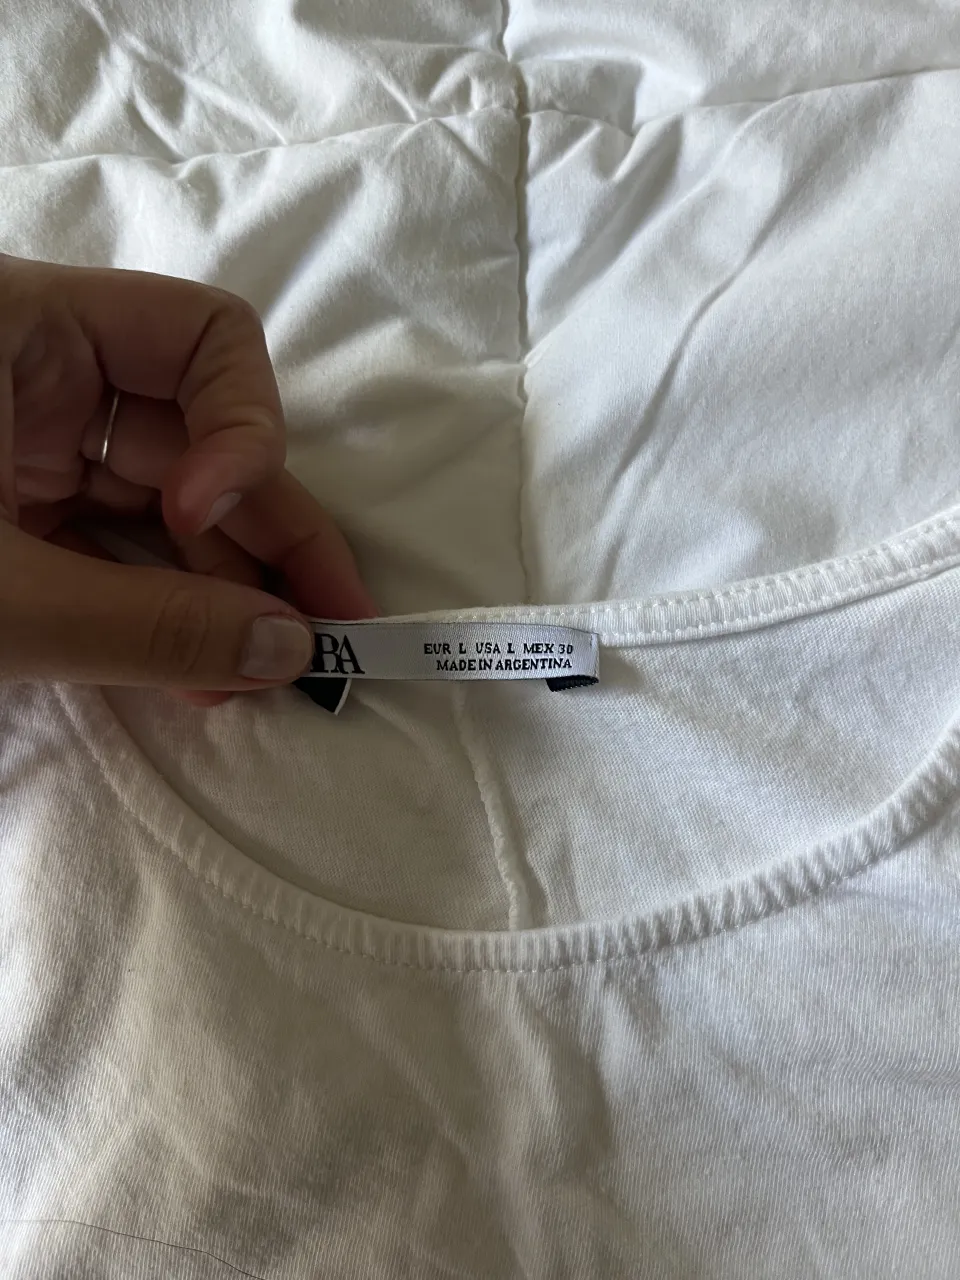 RA
EUR L USA L MEX 30
MADE IN ARGENTINA